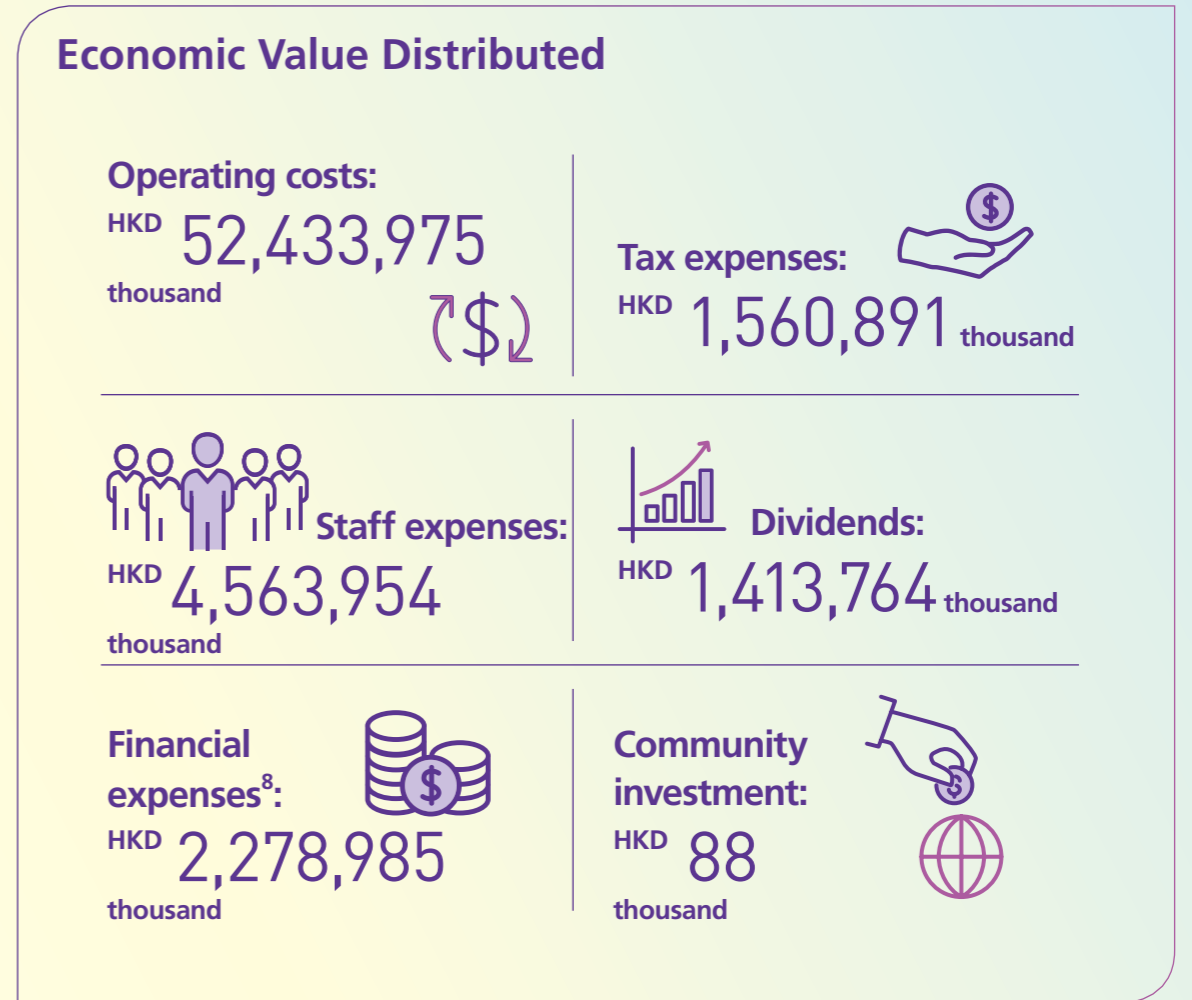 Economic Value Distributed
Operating costs:
HKD 52,433,975
thousand
Tax expenses:
HKD 1,560,891 thousand
Staff expenses:
HKD 4,563,954
thousand
Dividends:
HKD 1,413,764 thousand
Financial
expenses⁸:
HKD 2,278,985
thousand
Community
investment:
HKD 88
thousand